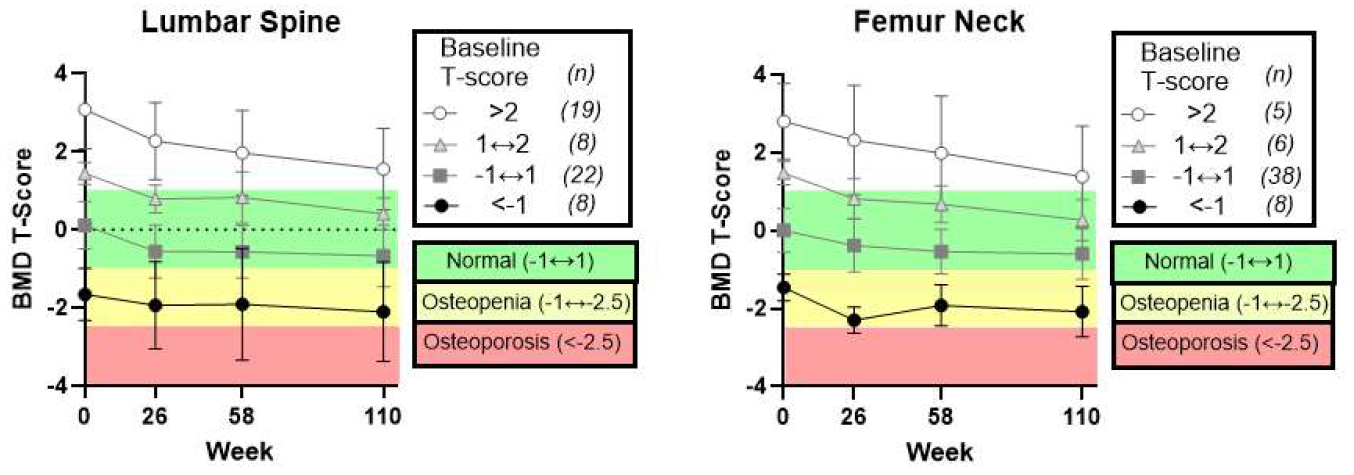 Lumbar Spine
BMD T-Score
4
2
0
-2
-4
0 26 58 110
Week
Baseline
T-score (n)
>2 (19)
1↔2 (8)
-1↔1 (22)
<-1 (8)
Normal (-1↔1)
Osteopenia (-1↔-2.5)
Osteoporosis (<-2.5)
Femur Neck
BMD T-Score
4
2
0
-2
-4
0 26 58 110
Week
Baseline
T-score (n)
>2 (5)
1↔2 (6)
-1↔1 (38)
<-1 (8)
Normal (-1↔1)
Osteopenia (-1↔-2.5)
Osteoporosis (<-2.5)